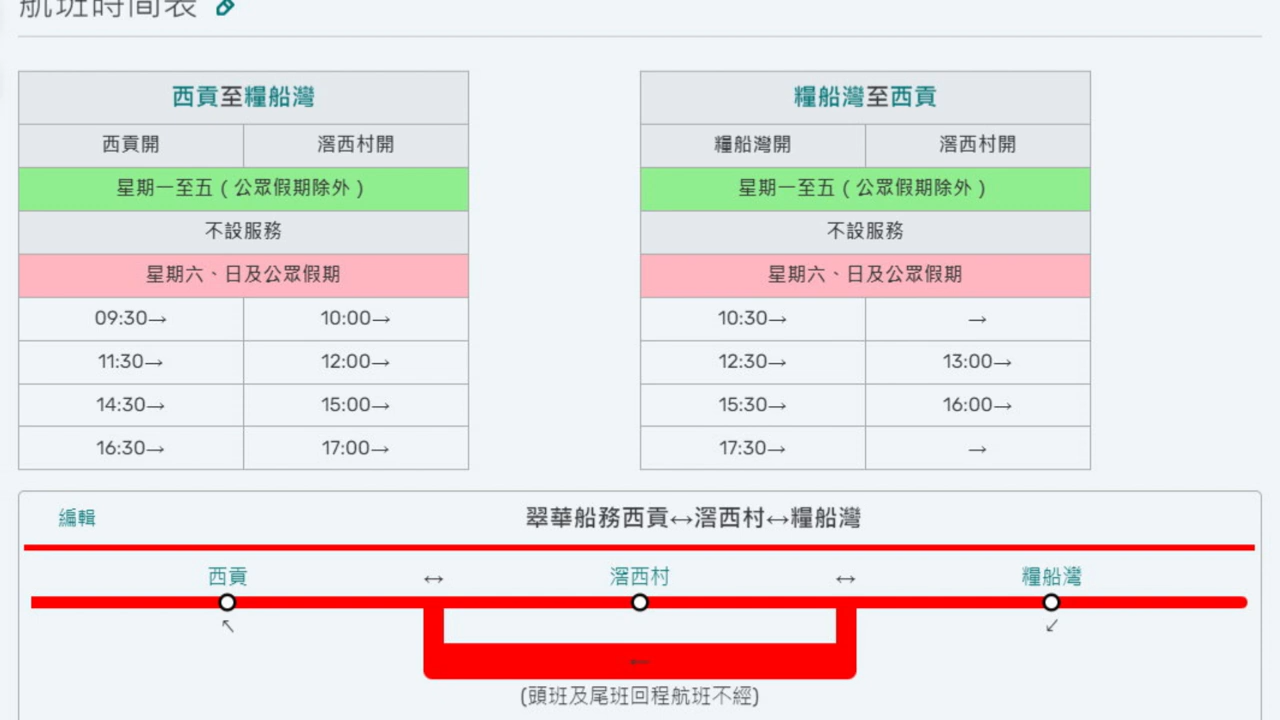 航班時間表
西貢至糧船灣
西貢開 滘西村開
星期一至五 ( 公眾假期除外 )
不設服務
星期六、日及公眾假期
09:30→ 10:00→
11:30→ 12:00→
14:30→ 15:00→
16:30→ 17:00→
糧船灣至西貢
糧船灣開 滘西村開
星期一至五 ( 公眾假期除外 )
不設服務
星期六、日及公眾假期
10:30→ →
12:30→ 13:00→
15:30→ 16:00→
17:30→ →
編輯 翠華船務西貢↔滘西村↔糧船灣
西貢 ↔ 滘西村 ↔ 糧船灣
↖ ↙
←
(頭班及尾班回程航班不經)